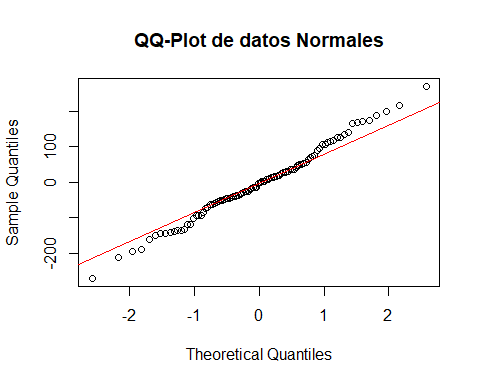 QQ-Plot de datos Normales
Sample Quantiles
100
0
-200
-2
-1
0
1
2
Theoretical Quantiles